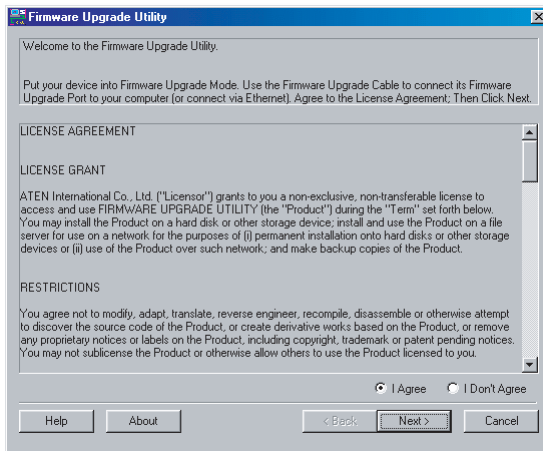 Firmware Upgrade Utility
Welcome to the Firmware Upgrade Utility.
Put your device into Firmware Upgrade Mode. Use the Firmware Upgrade Cable to connect its Firmware
Upgrade Port to your computer (or connect via Ethernet). Agree to the License Agreement; Then Click Next.
LICENSE AGREEMENT
LICENSE GRANT
ATEN International Co., Ltd. ("Licensor") grants to you a non-exclusive, non-transferable license to
access and use FIRMWARE UPGRADE UTILITY (the "Product") during the "Term" set forth below.
You may install the Product on a hard disk or other storage device; install and use the Product on a file
server for use on a network for the purposes of (i) permanent installation onto hard disks or other storage
devices or (ii) use of the Product over such network; and make backup copies of the Product.
RESTRICTIONS
You agree not to modify, adapt, translate, reverse engineer, recompile, disassemble or otherwise attempt
to discover the source code of the Product, or create derivative works based on the Product, or remove
any proprietary notices or labels on the Product, including copyright, trademark or patent pending notices.
You may not sublicense the Product or otherwise allow others to use the Product licensed to you.
I Agree I Don't Agree
Help About < Back Next > Cancel